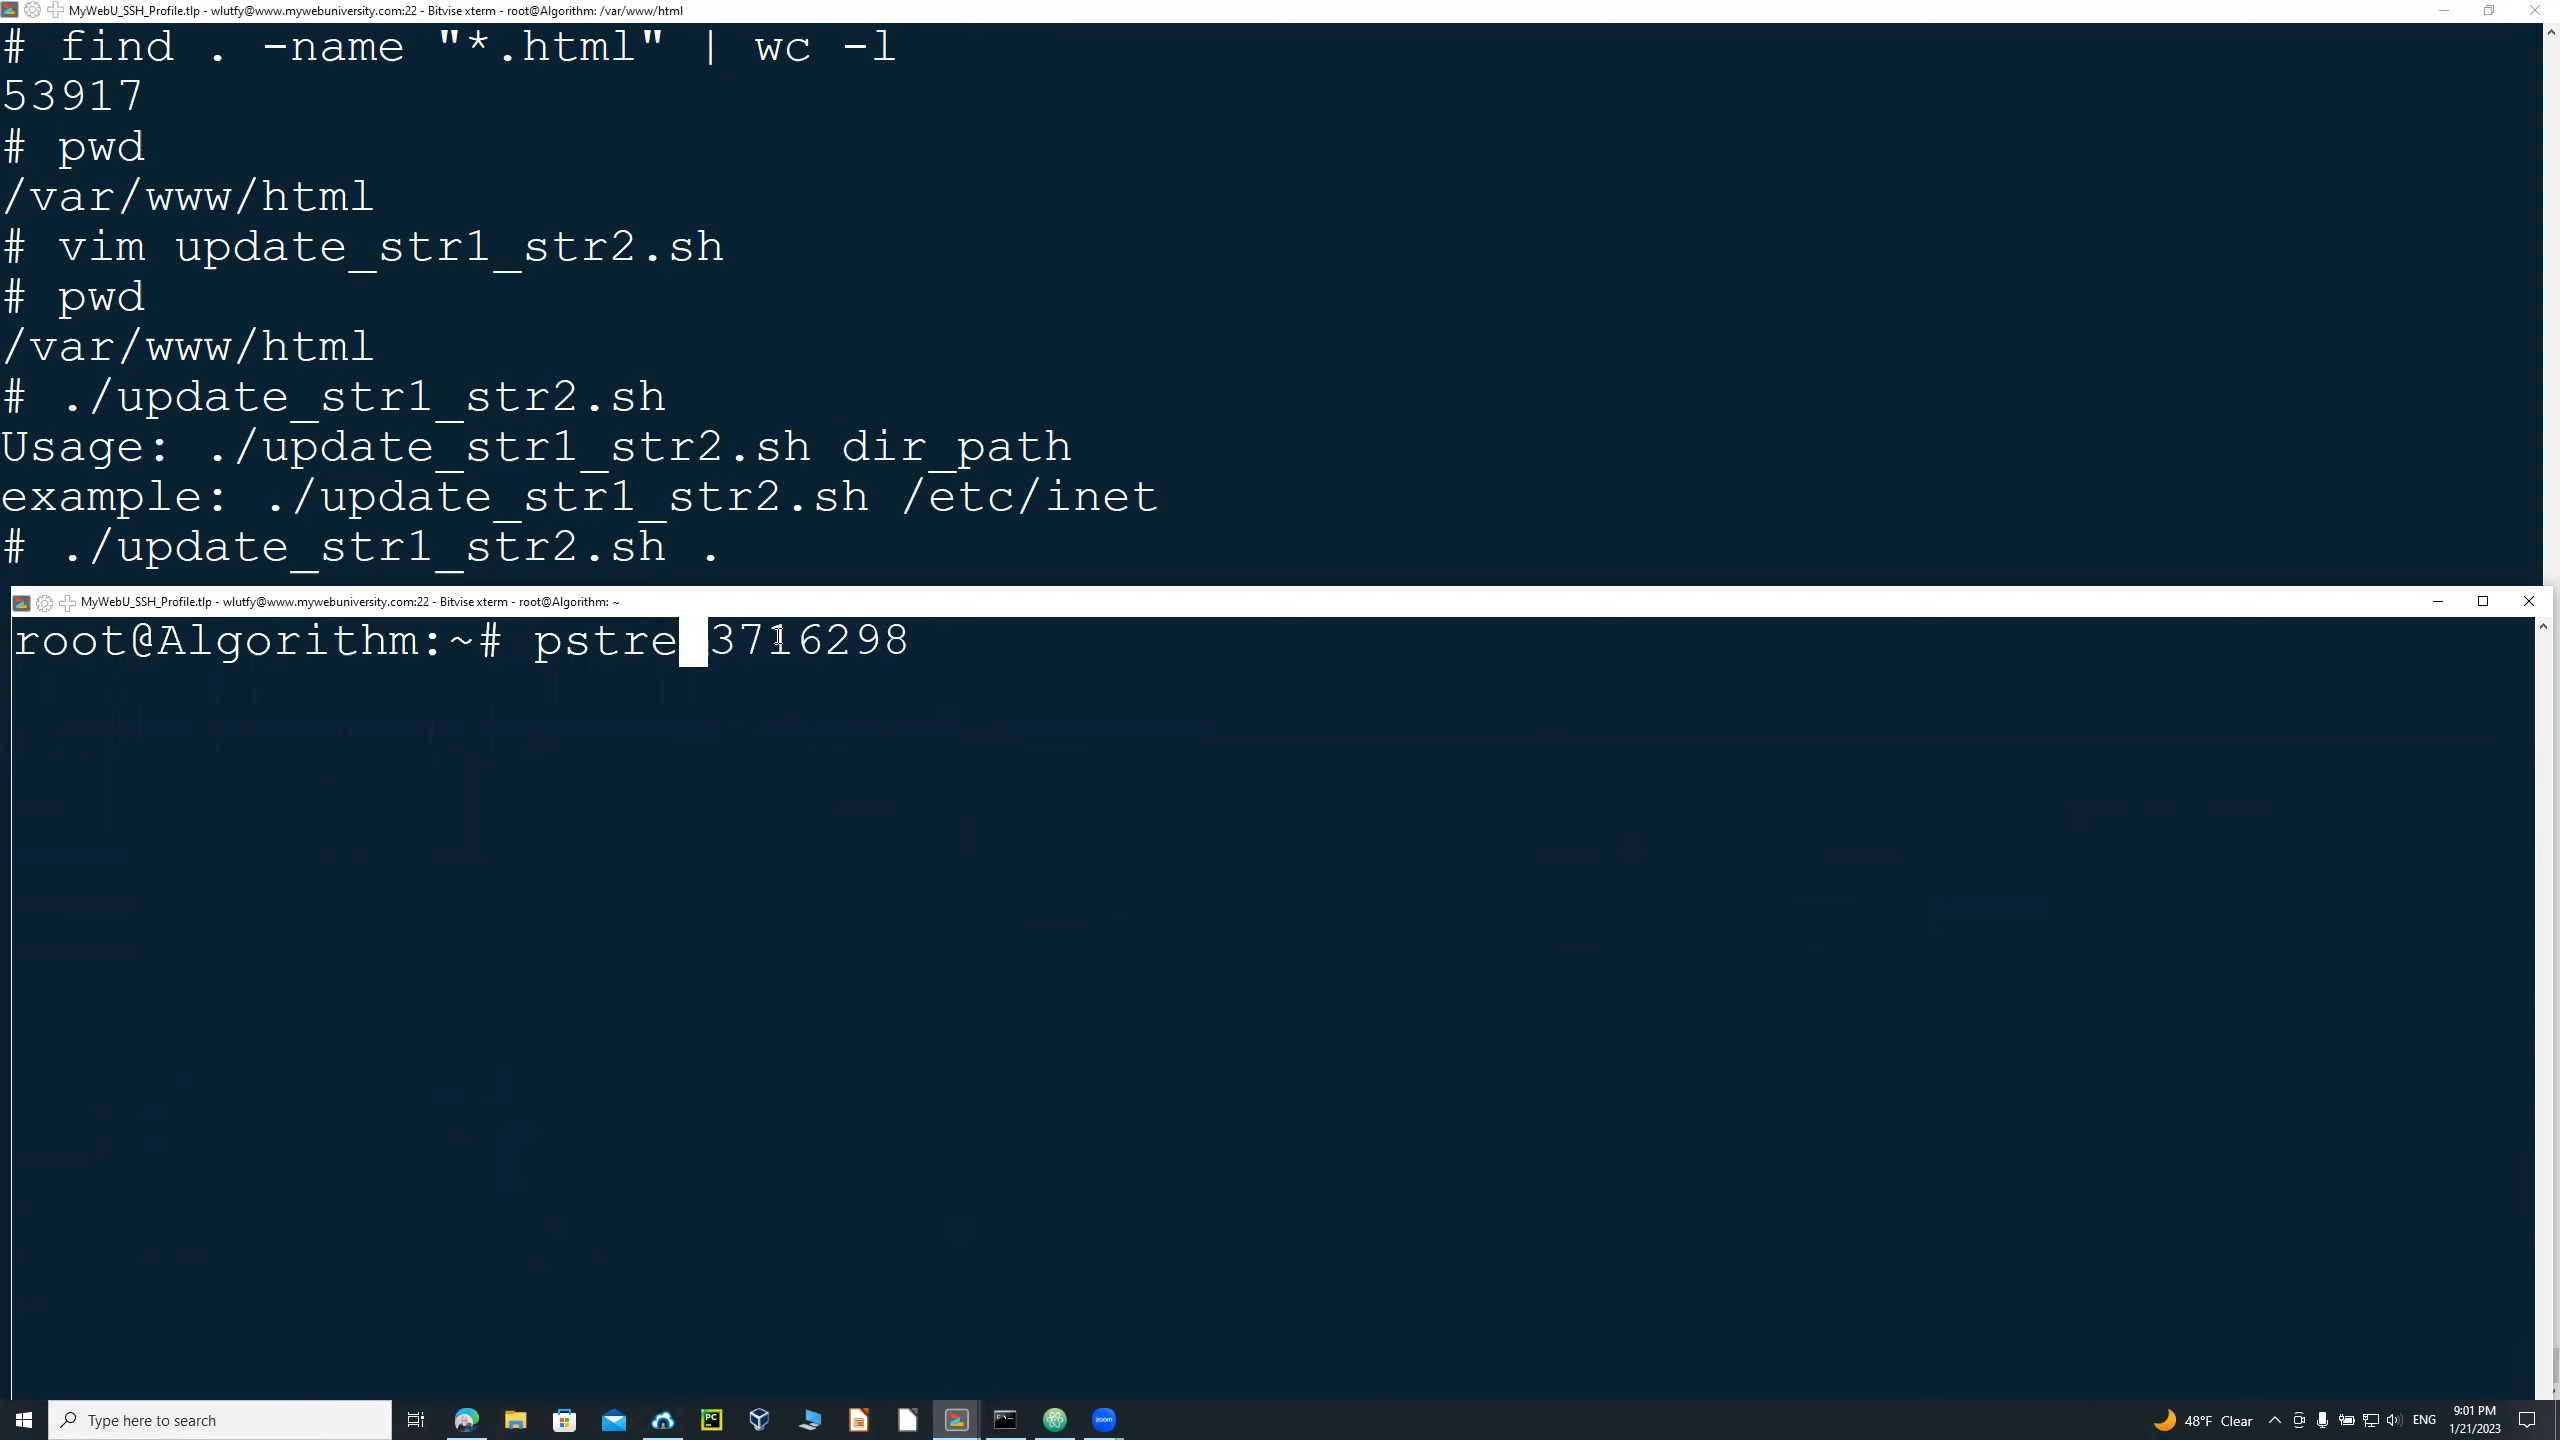 MyWebU_SSH_Profile.tlp - wlutfy@www.mywebuniversity.com:22 - Bitvise xterm - root@Algorithm: /var/www/html
# find . -name "*.html" | wc -l
53917
# pwd
/var/www/html
# vim update_str1_str2.sh
# pwd
/var/www/html
# ./update_str1_str2.sh
Usage: ./update_str1_str2.sh dir_path
example: ./update_str1_str2.sh /etc/inet
# ./update_str1_str2.sh .
MyWebU_SSH_Profile.tlp - wlutfy@www.mywebuniversity.com:22 - Bitvise xterm - root@Algorithm: ~
root@Algorithm:~# pstre 3716298
Type here to search
PC
zoom
48°F Clear
ENG
9:01 PM
1/21/2023